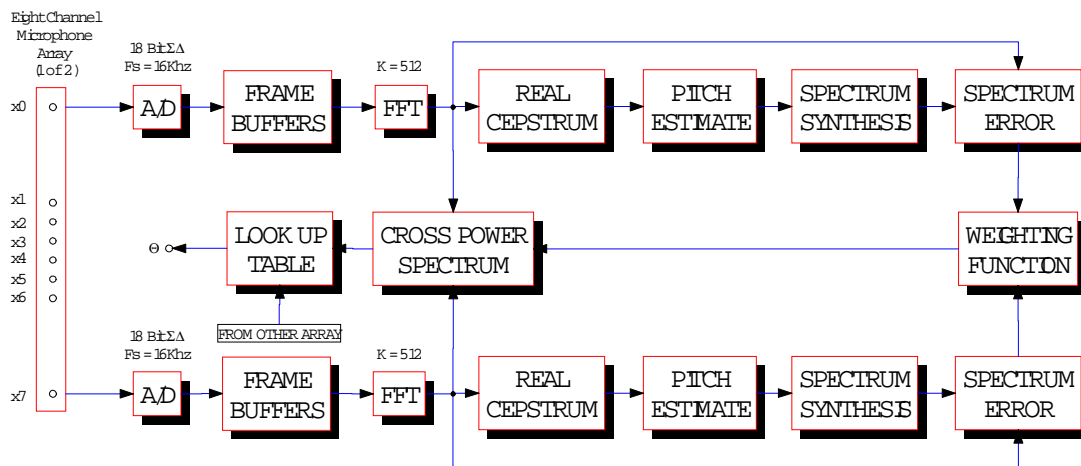 Eight Channel
Microphone
Array
(1 of 2)
18 Bit ΣΔ
Fs = 16Khz
K = 512
x0
A/D
FRAME
BUFFERS
FFT
REAL
CEPSTRUM
PITCH
ESTIMATE
SPECTRUM
SYNTHESIS
SPECTRUM
ERROR
x1
x2
x3
x4
x5
x6
Θ
LOOK UP
TABLE
CROSS POWER
SPECTRUM
WEIGHTING
FUNCTION
FROM OTHER ARRAY
18 Bit ΣΔ
Fs = 16Khz
K = 512
x7
A/D
FRAME
BUFFERS
FFT
REAL
CEPSTRUM
PITCH
ESTIMATE
SPECTRUM
SYNTHESIS
SPECTRUM
ERROR